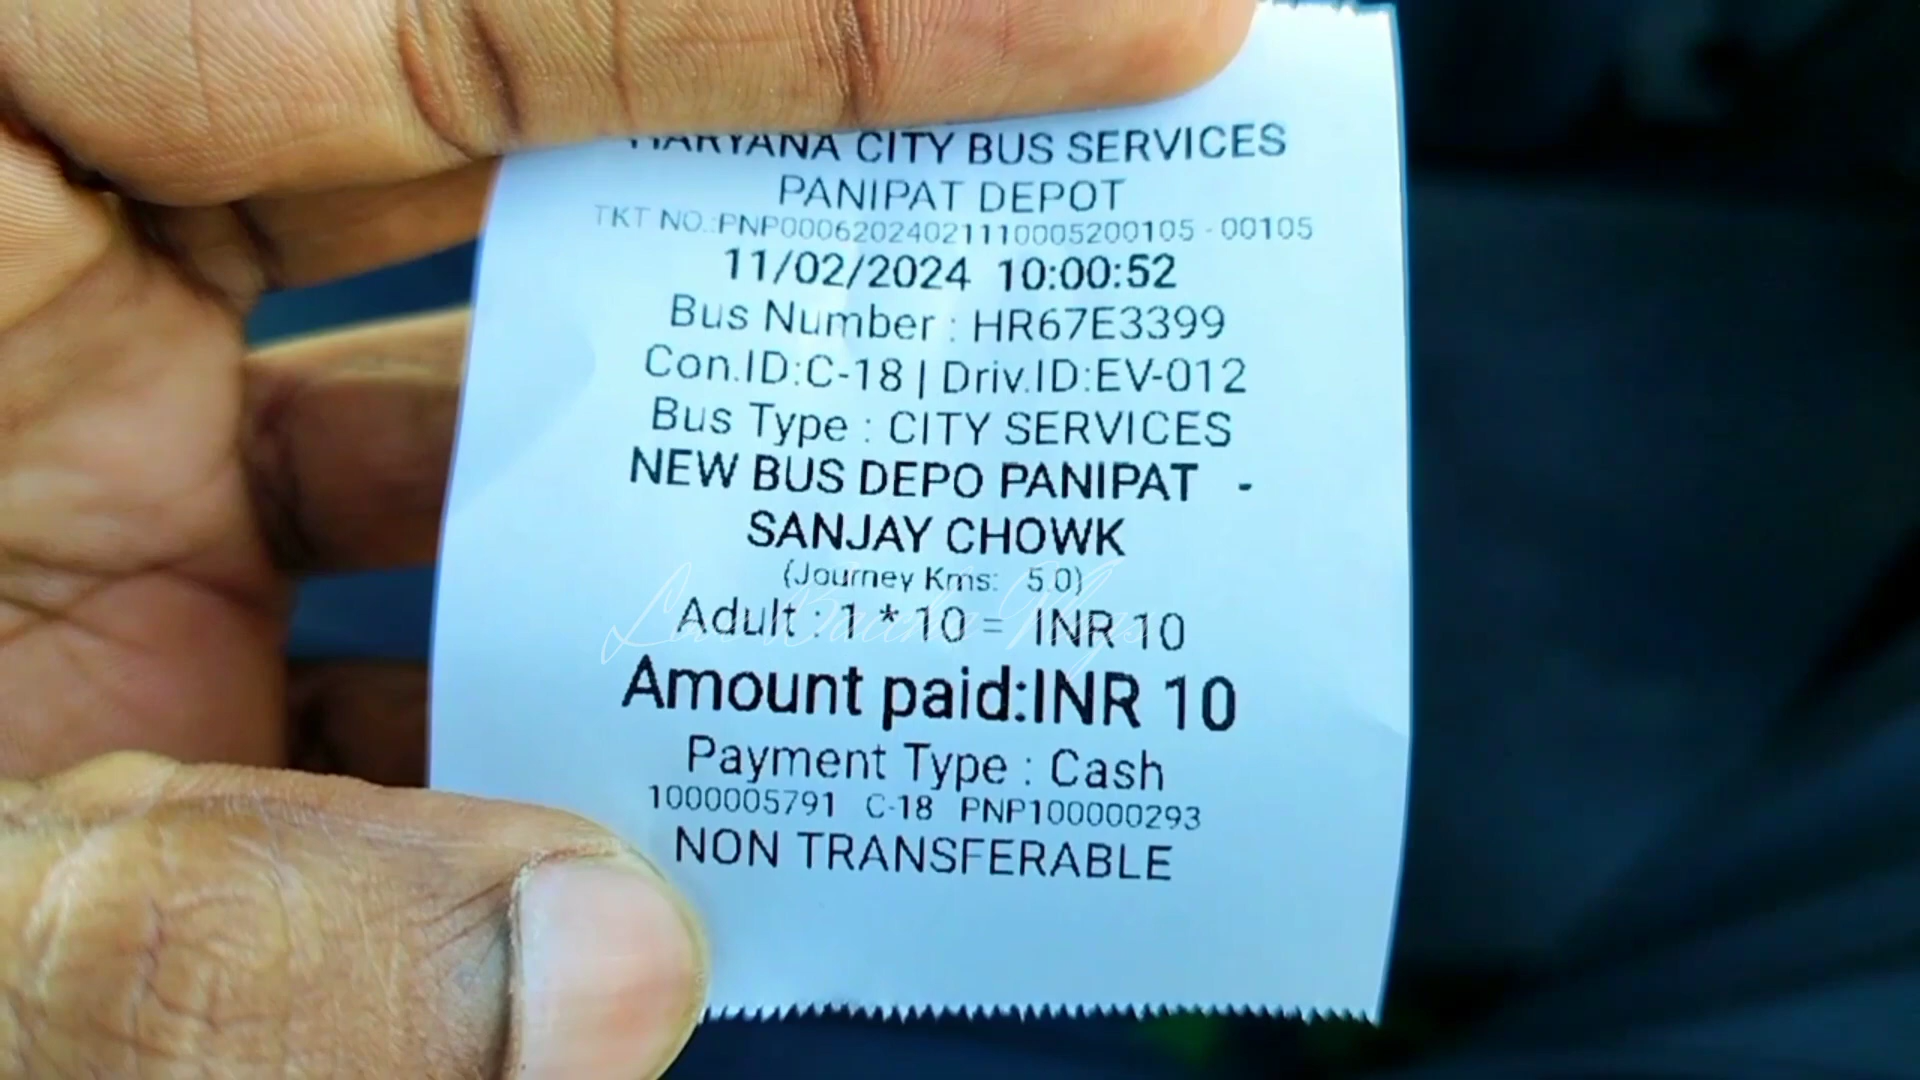 HARYANA CITY BUS SERVICES
PANIPAT DEPOT
TKT NO.:PNP00062024021110005200105 - 00105
11/02/2024 10:00:52
Bus Number : HR67E3399
Con.ID:C-18 | Driv.ID:EV-012
Bus Type : CITY SERVICES
NEW BUS DEPO PANIPAT -
SANJAY CHOWK
(Journey Kms: 5.0)
Adult : 1 * 10 = INR 10
Amount paid:INR 10
Payment Type : Cash
1000005791 C-18 PNP100000293
NON TRANSFERABLE